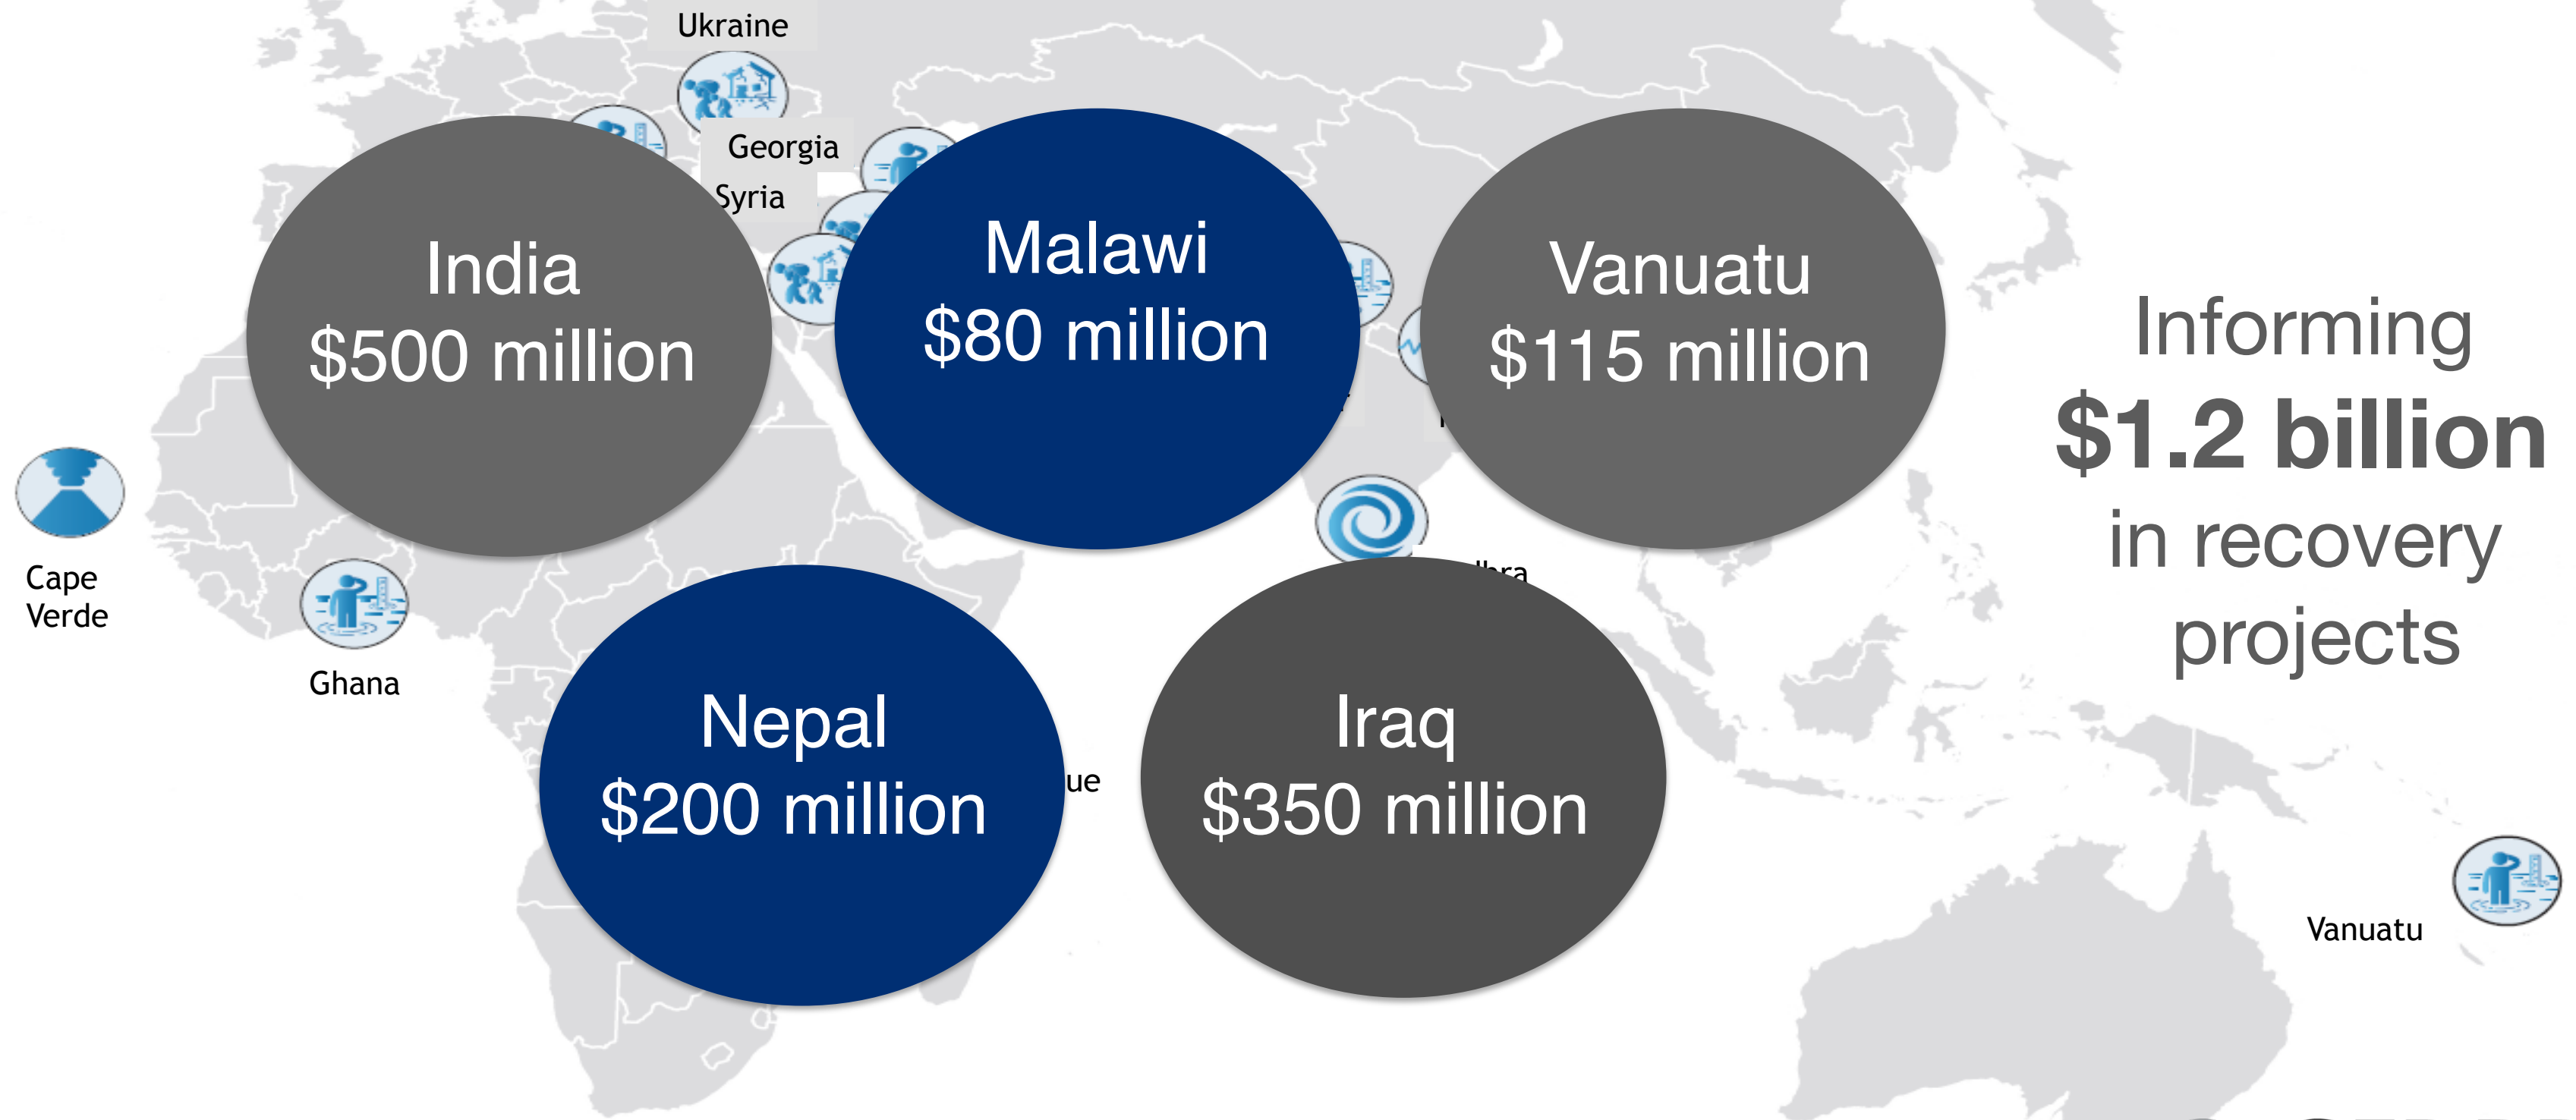 Ukraine
Georgia
Syria
India
$500 million
Malawi
$80 million
Vanuatu
$115 million
Informing
$1.2 billion
in recovery
projects
Cape
Verde
Ghana
Nepal
$200 million
Iraq
$350 million
Vanuatu